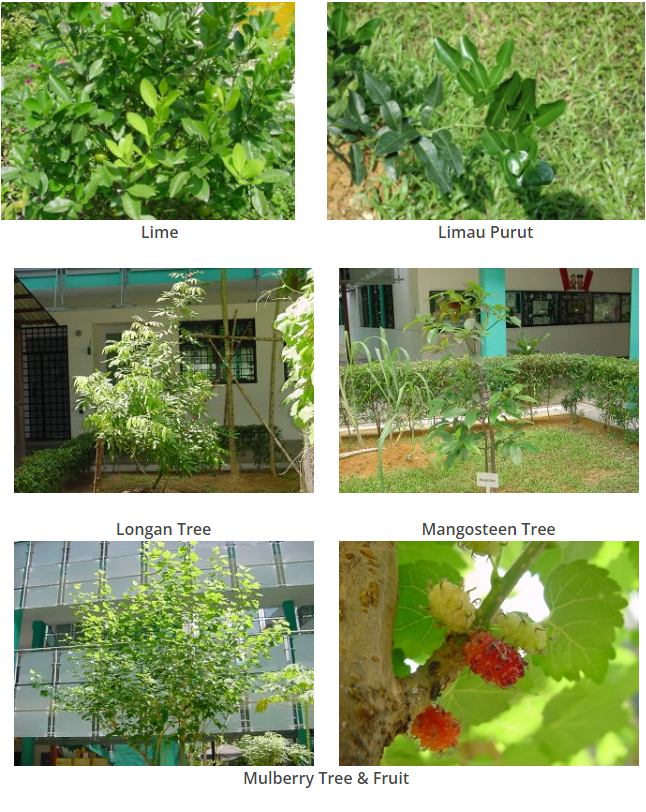 Lime
Limau Purut
Longan Tree
Mangosteen Tree
Mulberry Tree & Fruit